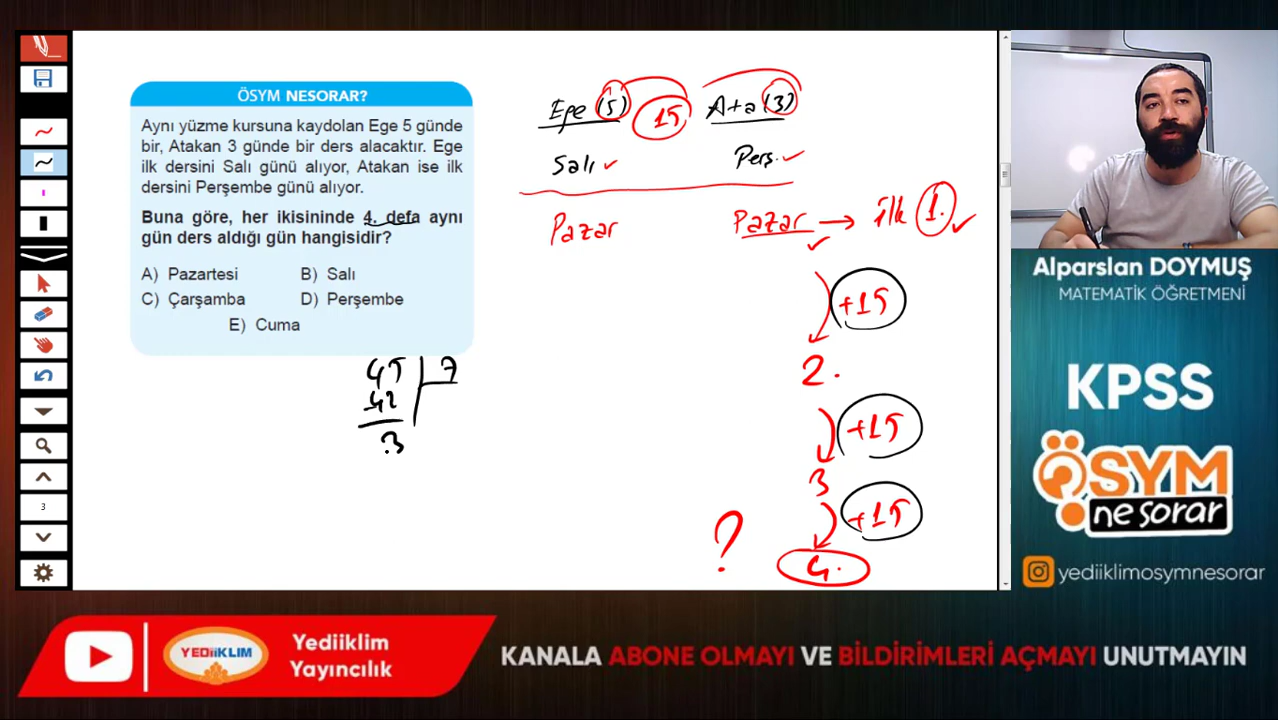 ÖSYM NESORAR?
Aynı yüzme kursuna kaydolan Ege 5 günde
bir, Atakan 3 günde bir ders alacaktır. Ege
ilk dersini Salı günü alıyor, Atakan ise ilk
dersini Perşembe günü alıyor.
Buna göre, her ikisininde 4. defa aynı
gün ders aldığı gün hangisidir?
A) Pazartesi
B) Salı
C) Çarşamba
D) Perşembe
E) Cuma
45 7
42
3
Ege (5) 15 Ata (3)
Salı Perş.
Pazar Pazar → ilk 1.
+15
2.
+15
3
+15
? 4.
3
Alparslan DOYMUŞ
MATEMATİK ÖĞRETMENİ
KPSS
ÖSYM
ne sorar
yediiklimosymnesorar
YEDiiKLiM
Yediiklim
Yayıncılık
KANALA ABONE OLMAYI VE BİLDİRİMLERİ AÇMAYI UNUTMAYIN